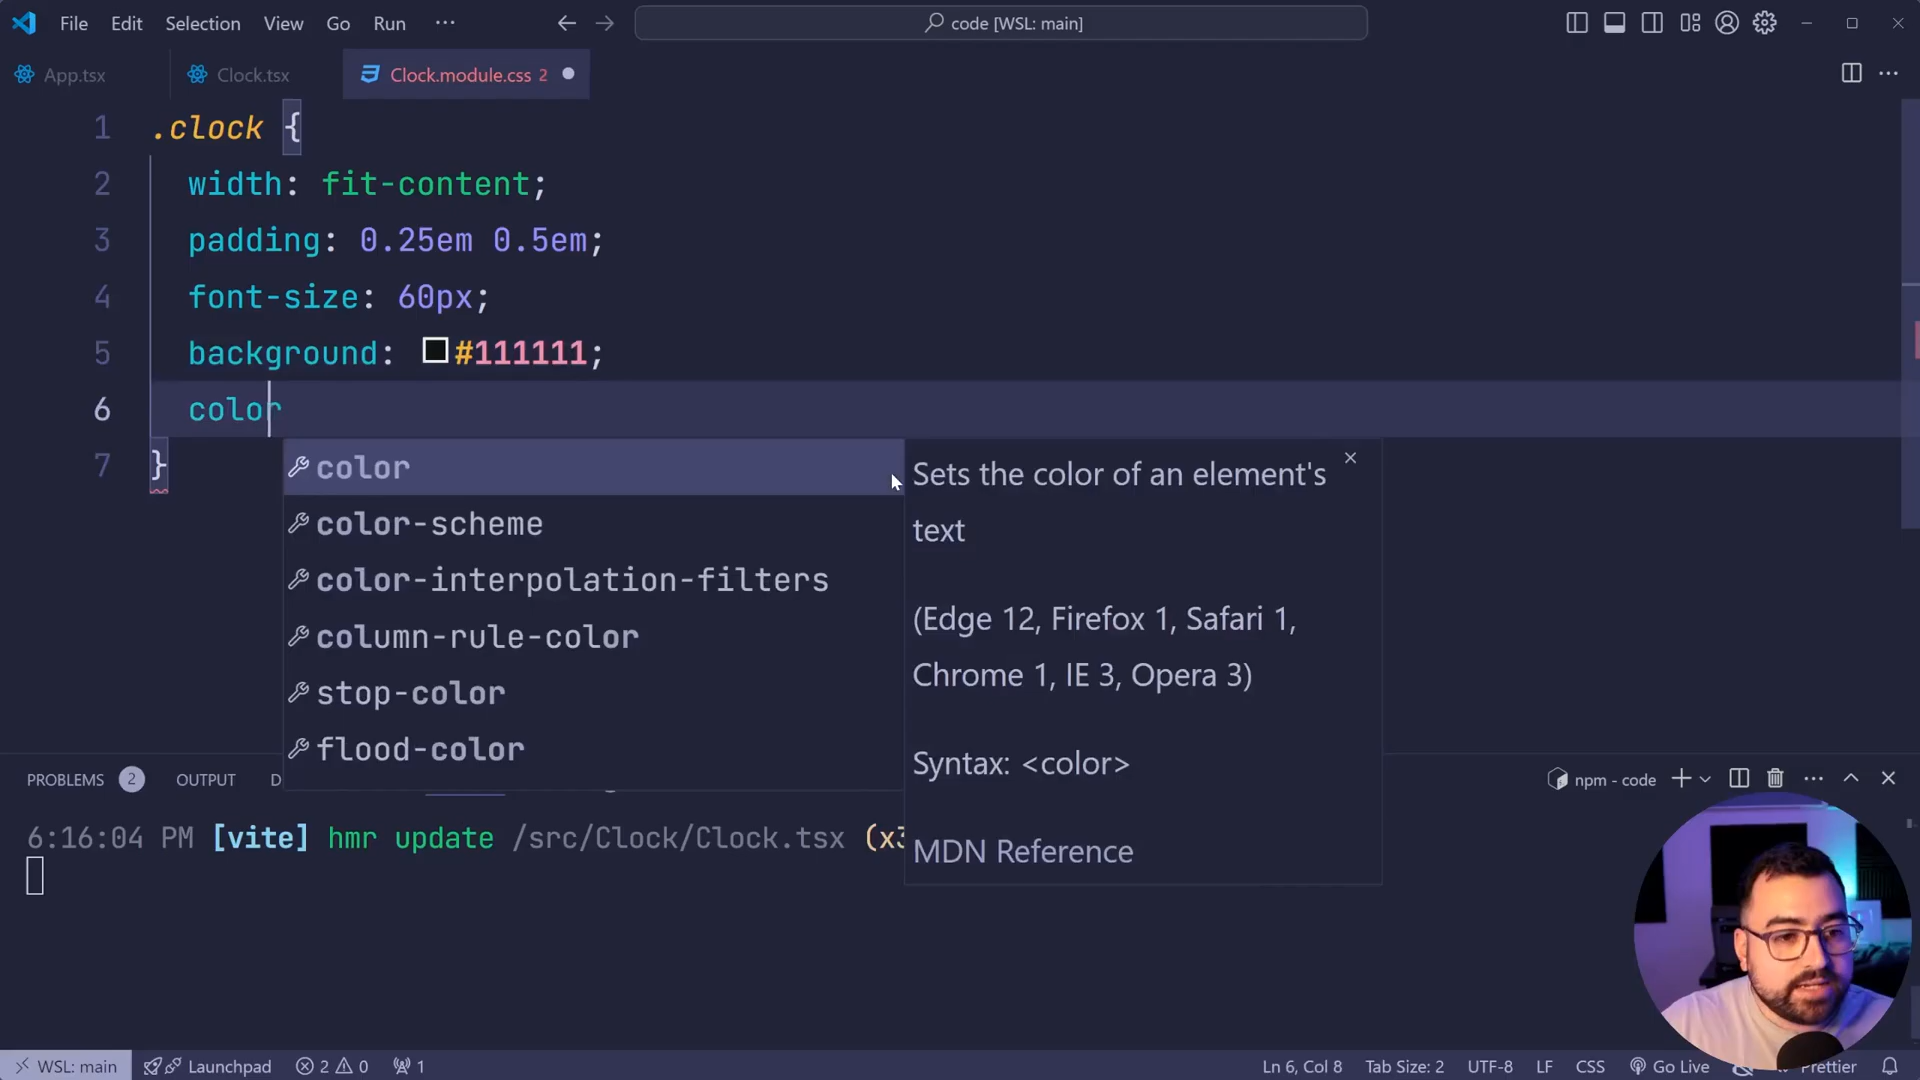 File Edit Selection View Go Run ··· code [WSL: main]
App.tsx Clock.tsx Clock.module.css 2
1 .clock {
2 width: fit-content;
3 padding: 0.25em 0.5em;
4 font-size: 60px;
5 background: #111111;
6 color
7 }
color
color-scheme
color-interpolation-filters
column-rule-color
stop-color
flood-color
Sets the color of an element's
text
(Edge 12, Firefox 1, Safari 1,
Chrome 1, IE 3, Opera 3)
Syntax: <color>
MDN Reference
PROBLEMS 2 OUTPUT D npm - code
6:16:04 PM [vite] hmr update /src/Clock/Clock.tsx (x3
WSL: main Launchpad 2 0 1 Ln 6, Col 8 Tab Size: 2 UTF-8 LF CSS Go Live Prettier